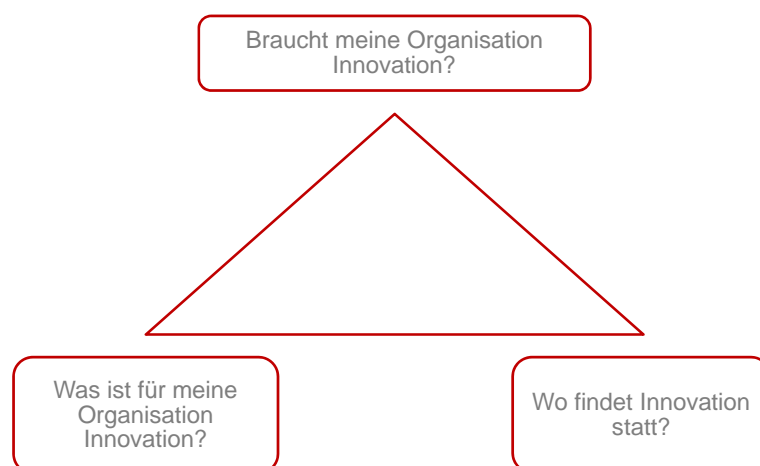 Braucht meine Organisation
Innovation?
Was ist für meine
Organisation
Innovation?
Wo findet Innovation
statt?